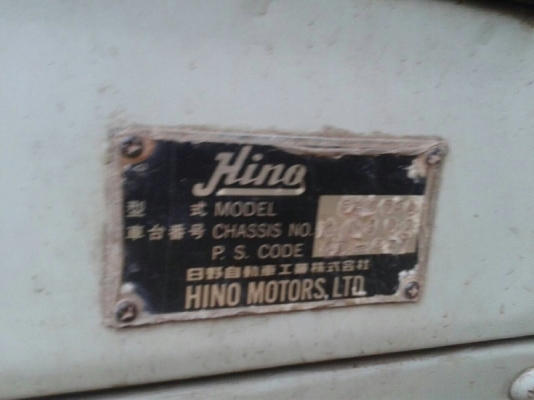 Hino
型 式 MODEL
車台番号 CHASSIS NO.
P. S. CODE
日野自動車工業株式会社
HINO MOTORS, LTD.